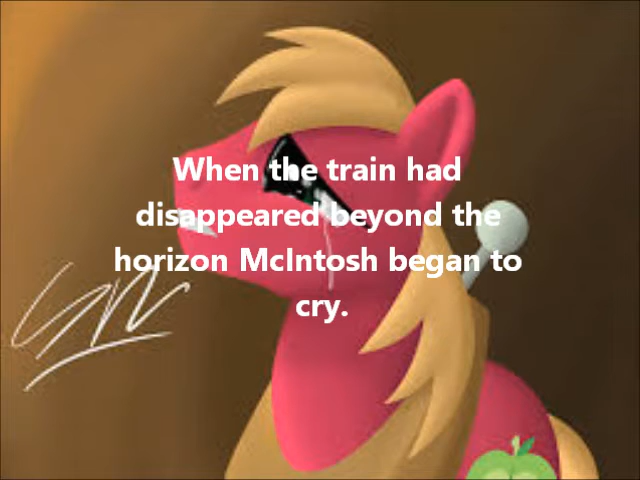 When the train had
disappeared beyond the
horizon McIntosh began to
cry.